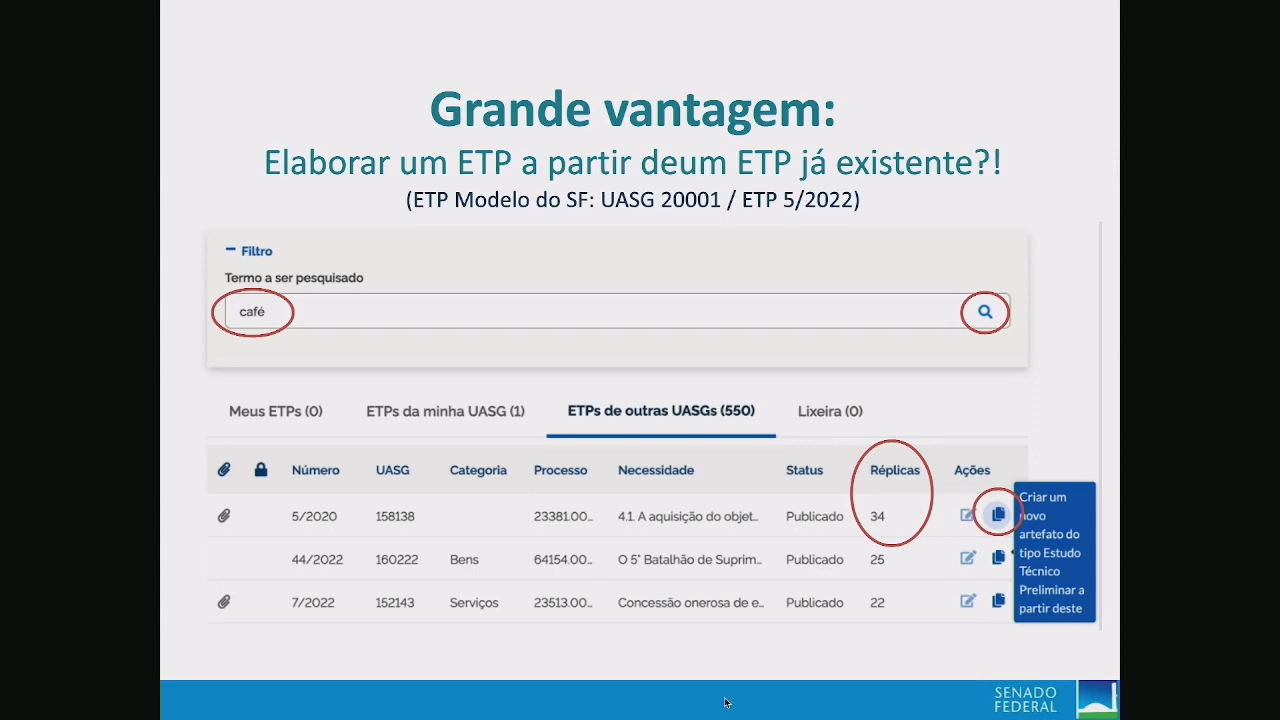 Grande vantagem:
Elaborar um ETP a partir deum ETP já existente?!
(ETP Modelo do SF: UASG 20001 / ETP 5/2022)
Filtro
Termo a ser pesquisado
café
Meus ETPs (0) ETPs da minha UASG (1) ETPs de outras UASGs (550) Lixeira (0)
Número UASG Categoria Processo Necessidade Status Réplicas Ações
5/2020 158138 23381.00... 4.1. A aquisição do objet... Publicado 34
44/2022 160222 Bens 64154.00... O 5° Batalhão de Suprim... Publicado 25
7/2022 152143 Serviços 23513.00... Concessão onerosa de e... Publicado 22
Criar um
novo
artefato do
tipo Estudo
Técnico
Preliminar a
partir deste
SENADO
FEDERAL